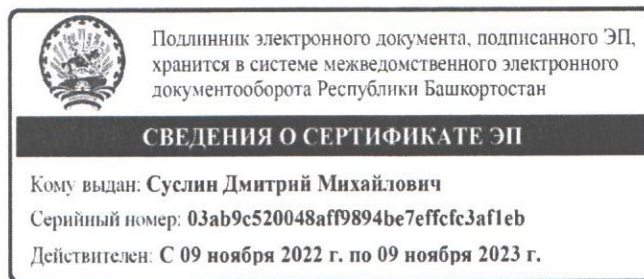 Подлинник электронного документа, подписанного ЭП,
хранится в системе межведомственного электронного
документооборота Республики Башкортостан
СВЕДЕНИЯ О СЕРТИФИКАТЕ ЭП
Кому выдан: Суслин Дмитрий Михайлович
Серийный номер: 03ab9c520048aff9894be7effcfc3af1eb
Действителен: С 09 ноября 2022 г. по 09 ноября 2023 г.